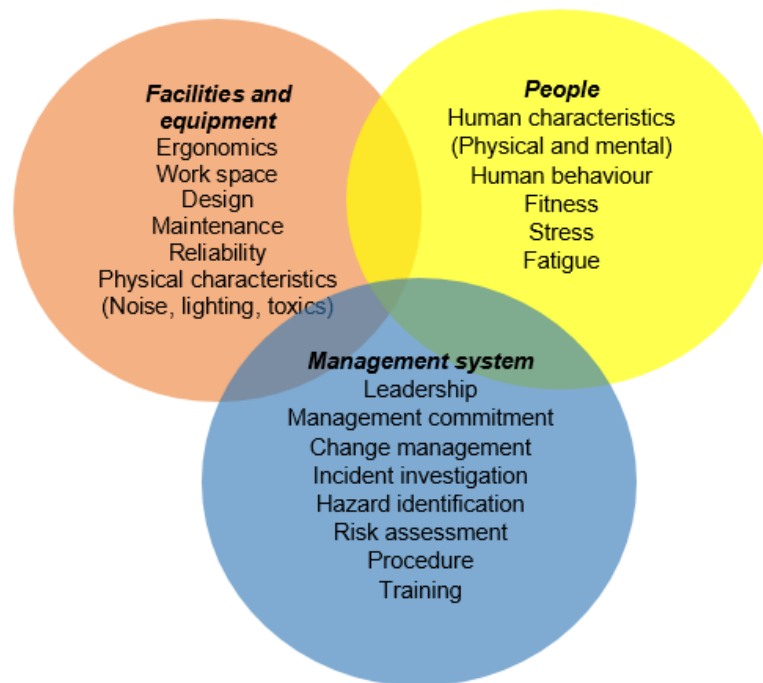 Facilities and
equipment
Ergonomics
Work space
Design
Maintenance
Reliability
Physical characteristics
(Noise, lighting, toxics)
People
Human characteristics
(Physical and mental)
Human behaviour
Fitness
Stress
Fatigue
Management system
Leadership
Management commitment
Change management
Incident investigation
Hazard identification
Risk assessment
Procedure
Training